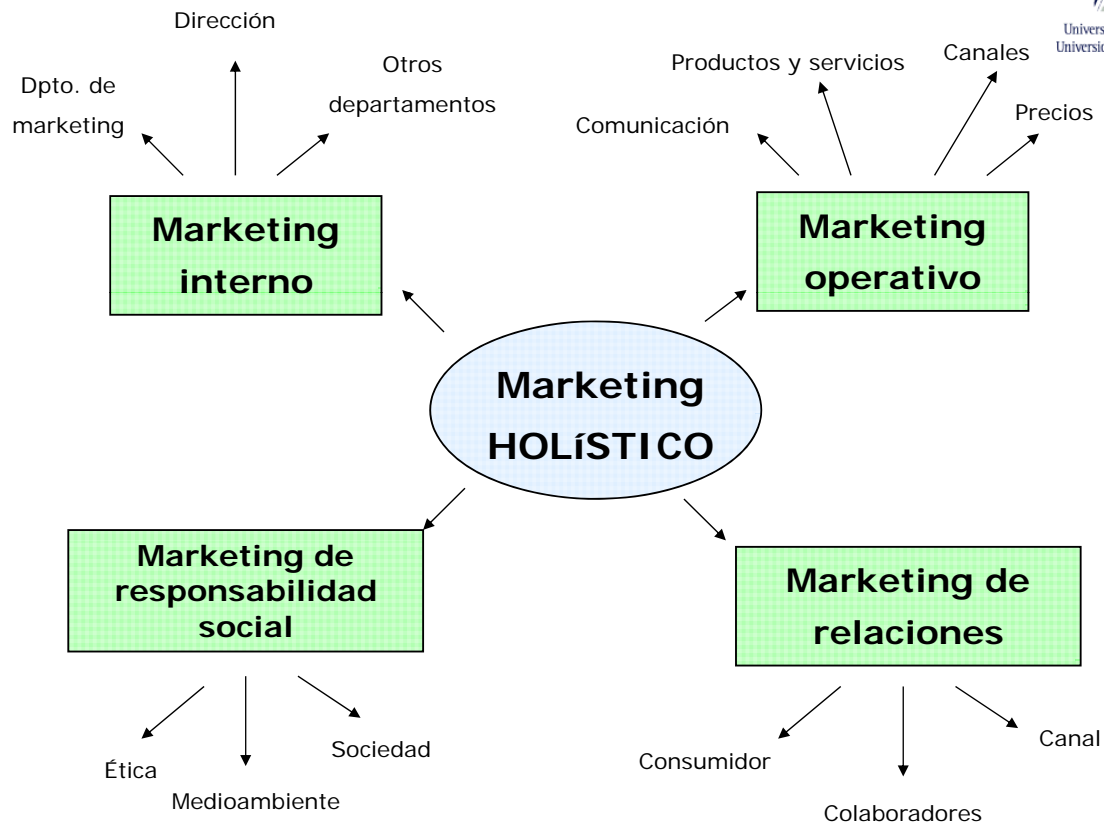 Dirección
Dpto. de
marketing
Otros
departamentos
Marketing
interno
Productos y servicios
Canales
Comunicación
Precios
Marketing
operativo
Marketing
HOLíSTICO
Marketing de
responsabilidad
social
Ética
Medioambiente
Sociedad
Marketing de
relaciones
Consumidor
Colaboradores
Canal